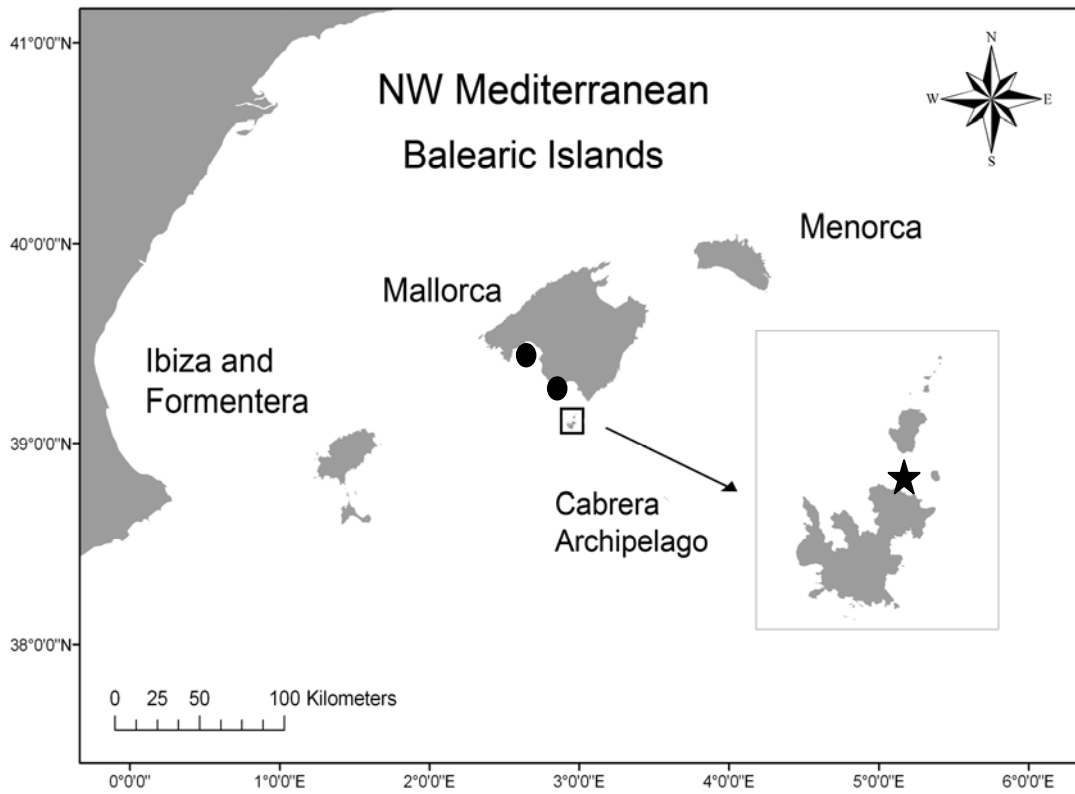 41°0'0"N
40°0'0"N
39°0'0"N
38°0'0"N
NW Mediterranean
Balearic Islands
N
W
E
S
Menorca
Mallorca
Ibiza and
Formentera
Cabrera
Archipelago
0 25 50 100 Kilometers
0°0'0"
1°0'0"E
2°0'0"E
3°0'0"E
4°0'0"E
5°0'0"E
6°0'0"E